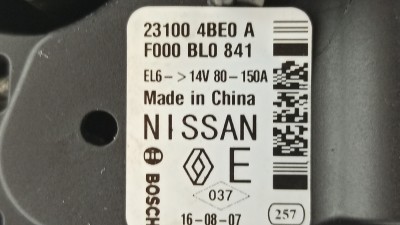 23100 4BE0 A
F000 BL0 841
EL6-> 14V 80-150A
Made in China
NISSAN
E
BOSCH
037
16-08-07
257